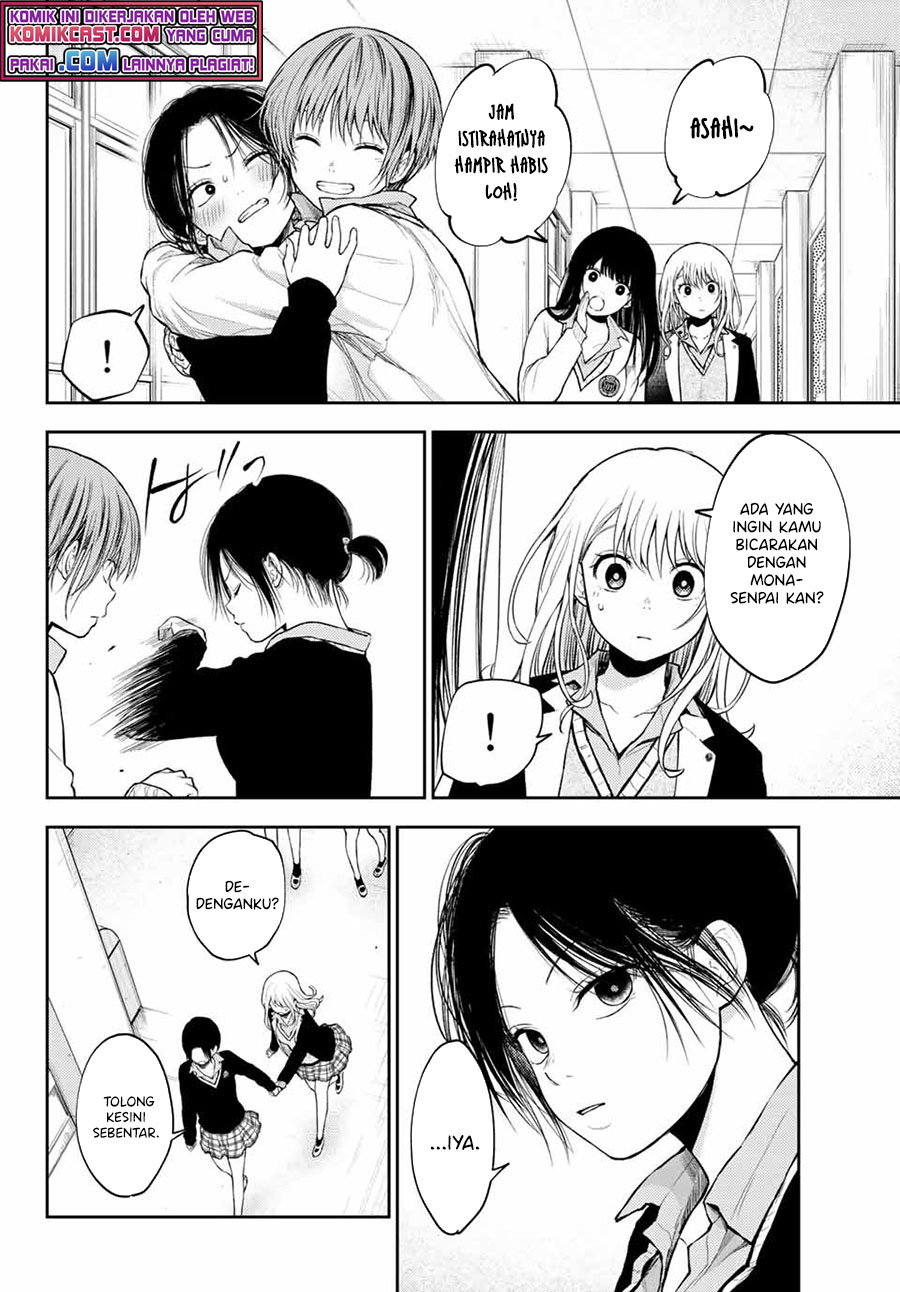 KOMIK INI DIKERJAKAN OLEH WEB
KOMIKCAST.COM YANG CUMA
PAKAI .COM LAINNYA PLAGIAT!
ASAHI~
JAM
ISTIRAHATNYA
HAMPIR HABIS
LOH!
!
ADA YANG
INGIN KAMU
BICARAKAN
DENGAN
MONA-
SENPAI KAN?
!
...IYA.
DE-
DENGANKU?
TOLONG
KESINI
SEBENTAR.